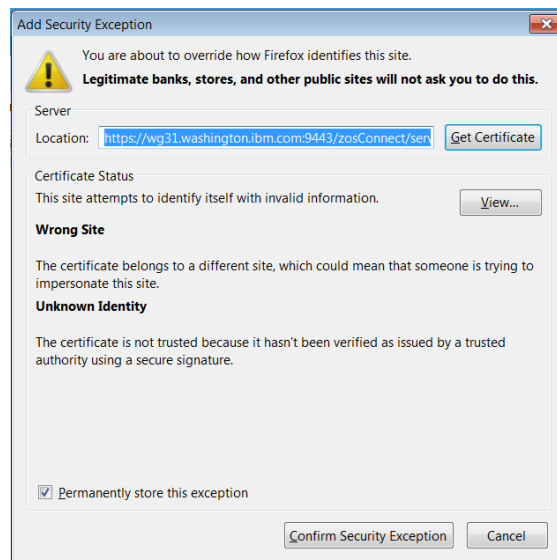 Add Security Exception
You are about to override how Firefox identifies this site.
Legitimate banks, stores, and other public sites will not ask you to do this.
Server
Location: https://wg31.washington.ibm.com:9443/zosConnect/serv Get Certificate
Certificate Status
This site attempts to identify itself with invalid information. View...
Wrong Site
The certificate belongs to a different site, which could mean that someone is trying to
impersonate this site.
Unknown Identity
The certificate is not trusted because it hasn't been verified as issued by a trusted
authority using a secure signature.
Permanently store this exception
Confirm Security Exception Cancel